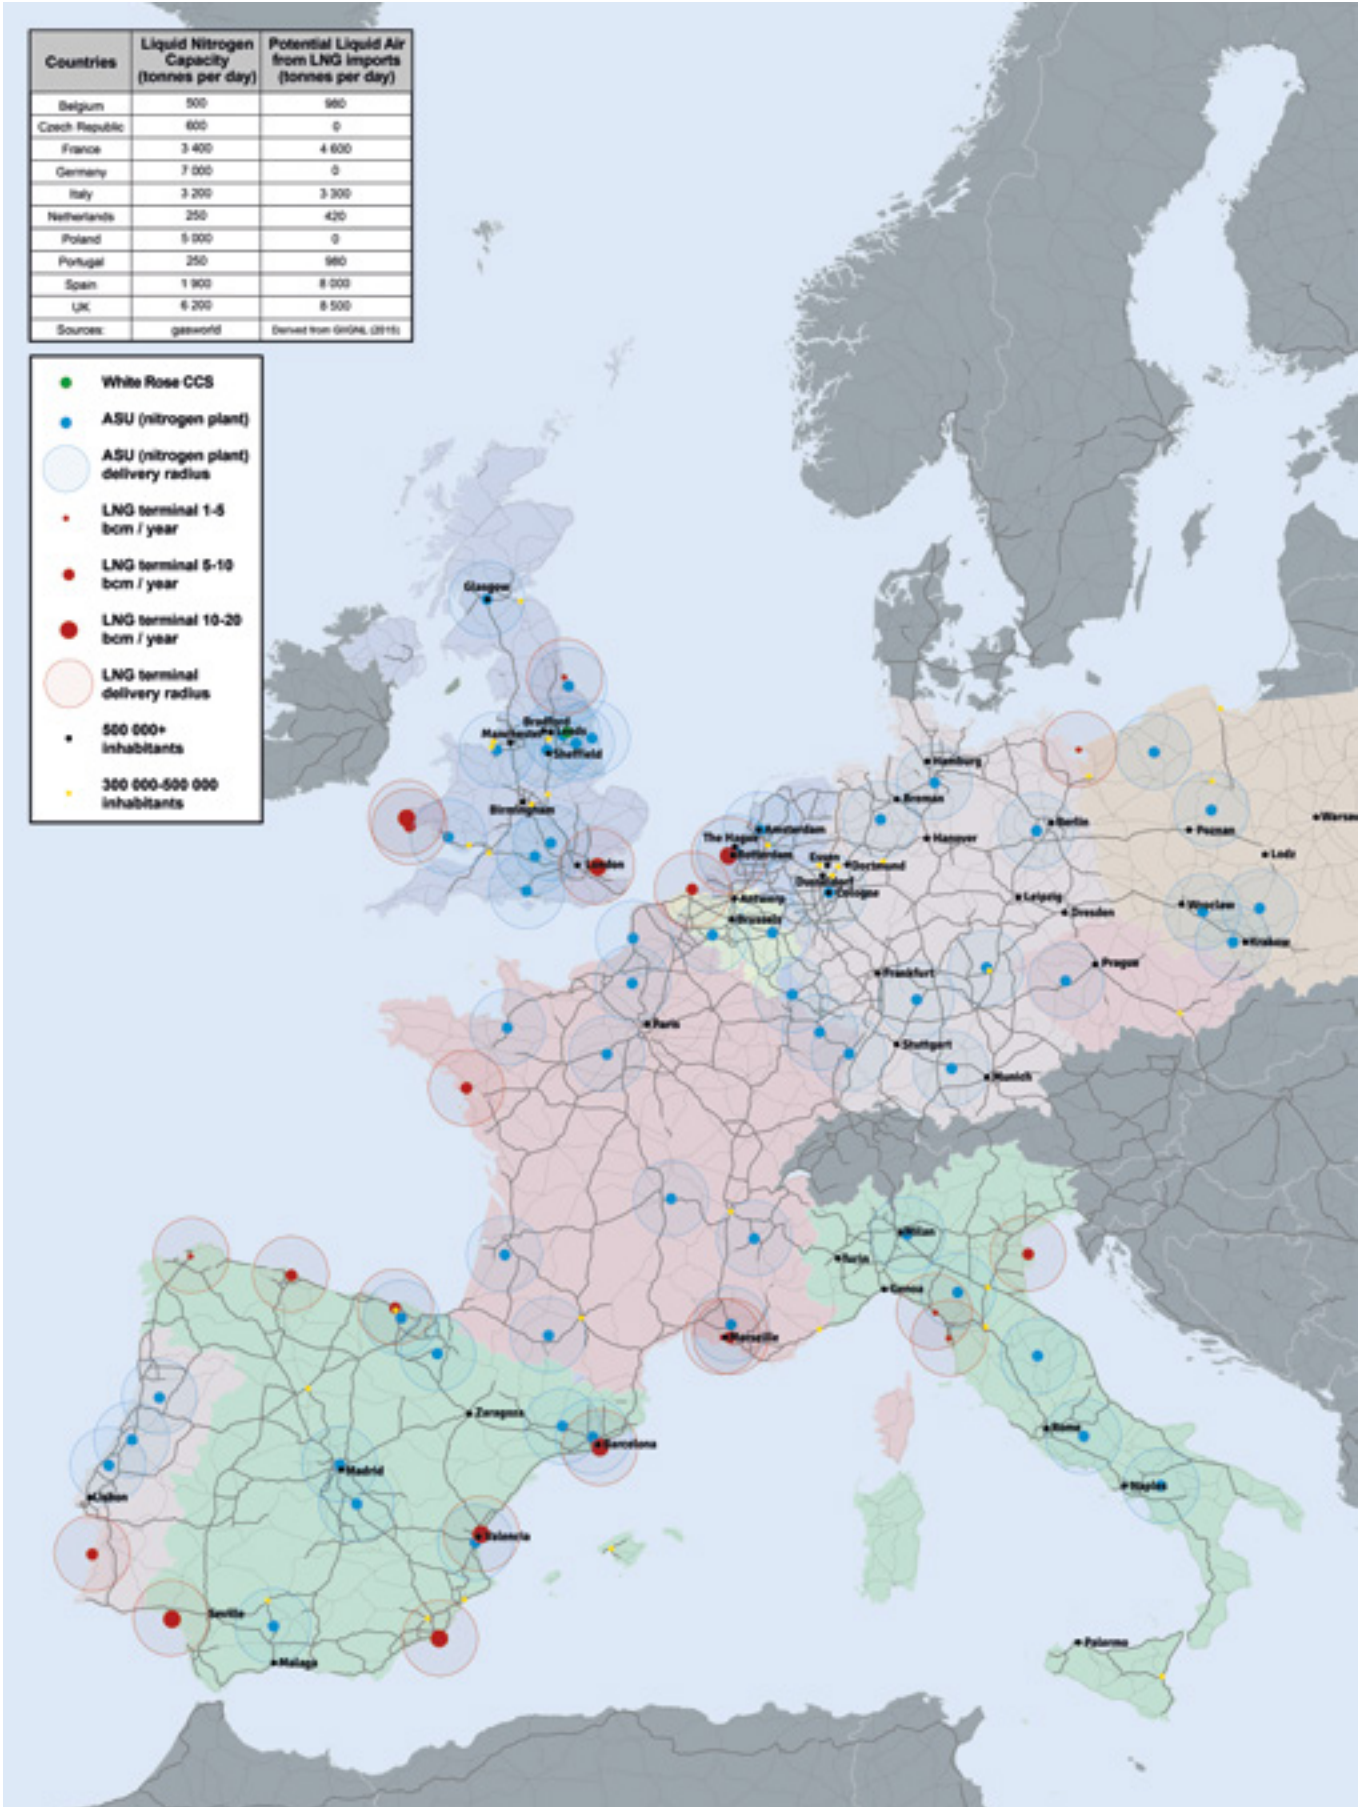 Countries
Liquid Nitrogen
Capacity
(tonnes per day)
Potential Liquid Air
from LNG imports
(tonnes per day)
Belgium 500 980
Czech Republic 600 0
France 3 400 4 600
Germany 7 000 0
Italy 3 200 3 300
Netherlands 250 420
Poland 5 000 0
Portugal 250 980
Spain 1 900 8 000
UK 6 200 8 500
Sources: gasworld Derived from GIIGNL (2015)
White Rose CCS
ASU (nitrogen plant)
ASU (nitrogen plant)
delivery radius
LNG terminal 1-5
bcm / year
LNG terminal 5-10
bcm / year
LNG terminal 10-20
bcm / year
LNG terminal
delivery radius
500 000+
inhabitants
300 000-500 000
inhabitants
Glasgow
Bradford
Manchester
Leeds
Sheffield
Birmingham
London
Hamburg
Bremen
Hanover
Berlin
Poznan
Warsaw
Lodz
Amsterdam
The Hague
Rotterdam
Essen
Dortmund
Dusseldorf
Cologne
Antwerp
Brussels
Leipzig
Dresden
Wroclaw
Krakow
Prague
Frankfurt
Stuttgart
Munich
Paris
Milan
Turin
Genoa
Marseille
Zaragoza
Barcelona
Madrid
Lisbon
Valencia
Seville
Malaga
Rome
Naples
Palermo